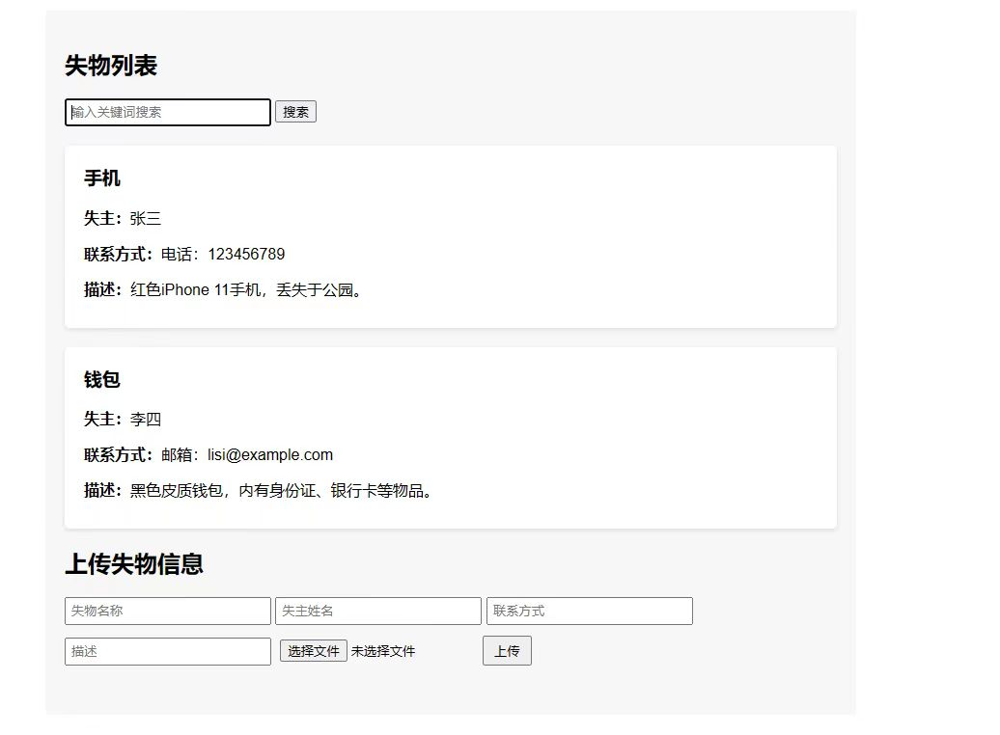 失物列表
输入关键词搜索 搜索
手机
失主：张三
联系方式：电话：123456789
描述：红色iPhone 11手机，丢失于公园。
钱包
失主：李四
联系方式：邮箱：lisi@example.com
描述：黑色皮质钱包，内有身份证、银行卡等物品。
上传失物信息
失物名称 失主姓名 联系方式
描述 选择文件 未选择文件 上传